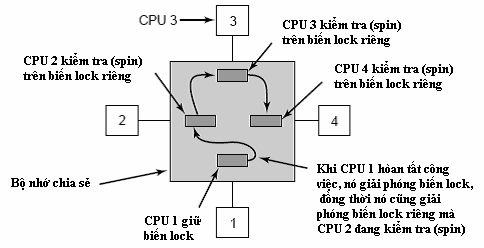 CPU 3
3
CPU 3 kiểm tra (spin)
trên biến lock riêng
CPU 2 kiểm tra (spin)
trên biến lock riêng
CPU 4 kiểm tra (spin)
trên biến lock riêng
2
4
Bộ nhớ chia sẻ
CPU 1 giữ
biến lock
1
Khi CPU 1 hòan tất công
việc, nó giải phóng biến lock,
đồng thời nó cũng giải
phóng biến lock riêng mà
CPU 2 đang kiểm tra (spin)